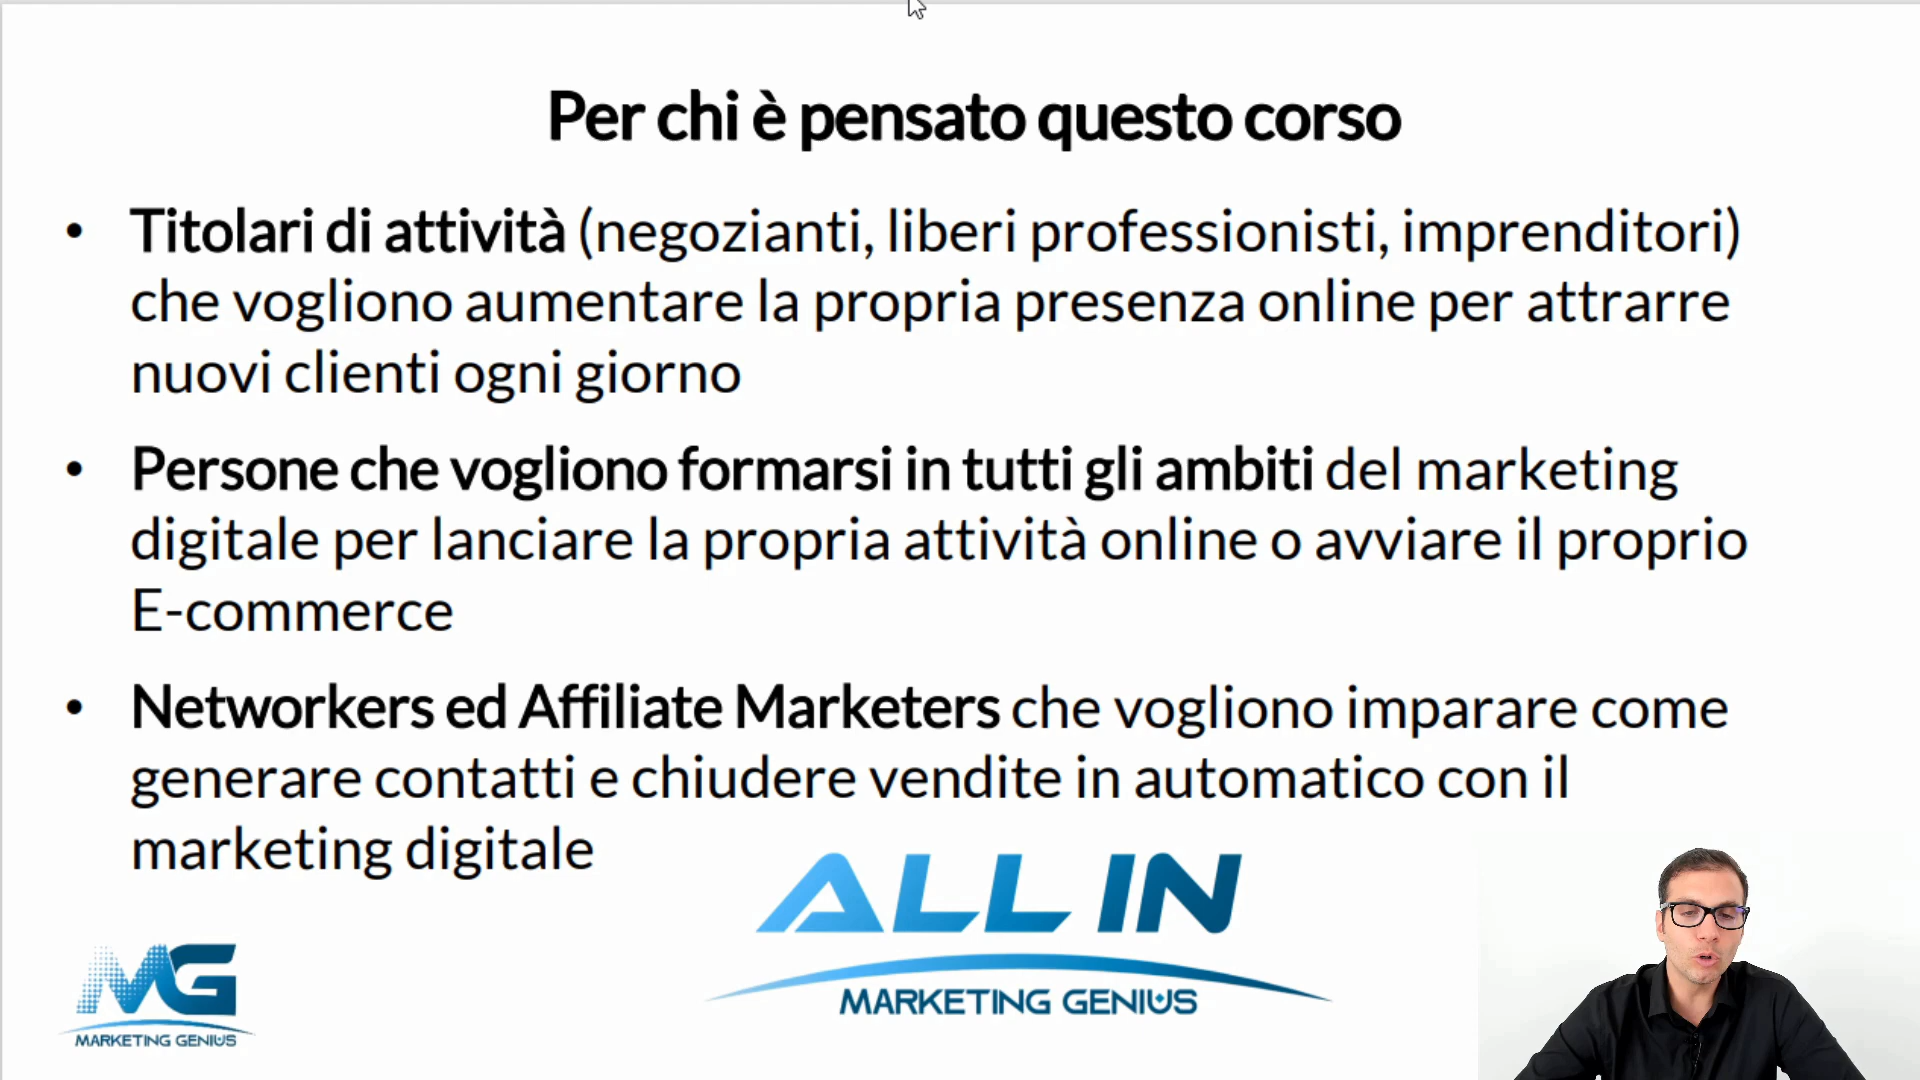 Per chi è pensato questo corso
• Titolari di attività (negozianti, liberi professionisti, imprenditori)
che vogliono aumentare la propria presenza online per attrarre
nuovi clienti ogni giorno
• Persone che vogliono formarsi in tutti gli ambiti del marketing
digitale per lanciare la propria attività online o avviare il proprio
E-commerce
• Networkers ed Affiliate Marketers che vogliono imparare come
generare contatti e chiudere vendite in automatico con il
marketing digitale
ALL IN
MARKETING GENIUS
MG
MARKETING GENIUS